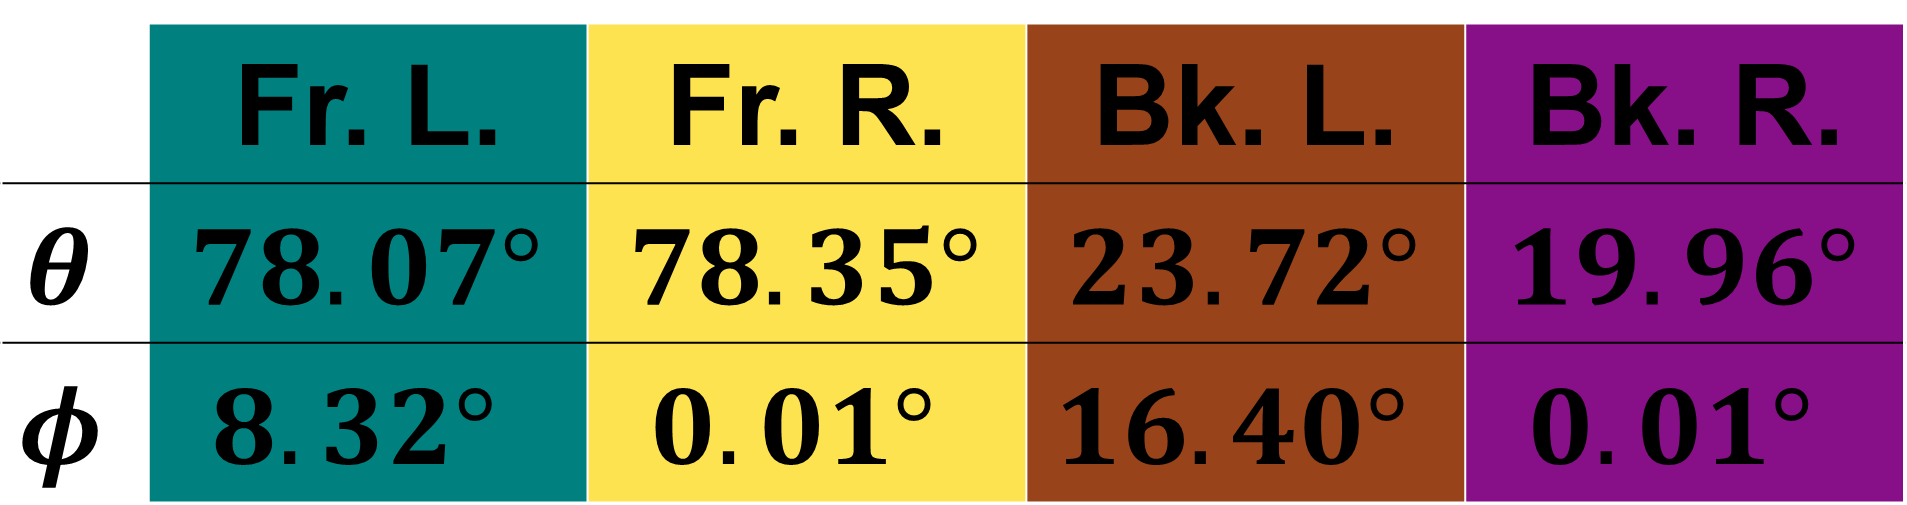 Fr. L. Fr. R. Bk. L. Bk. R.
θ 78.07° 78.35° 23.72° 19.96°
ϕ 8.32° 0.01° 16.40° 0.01°